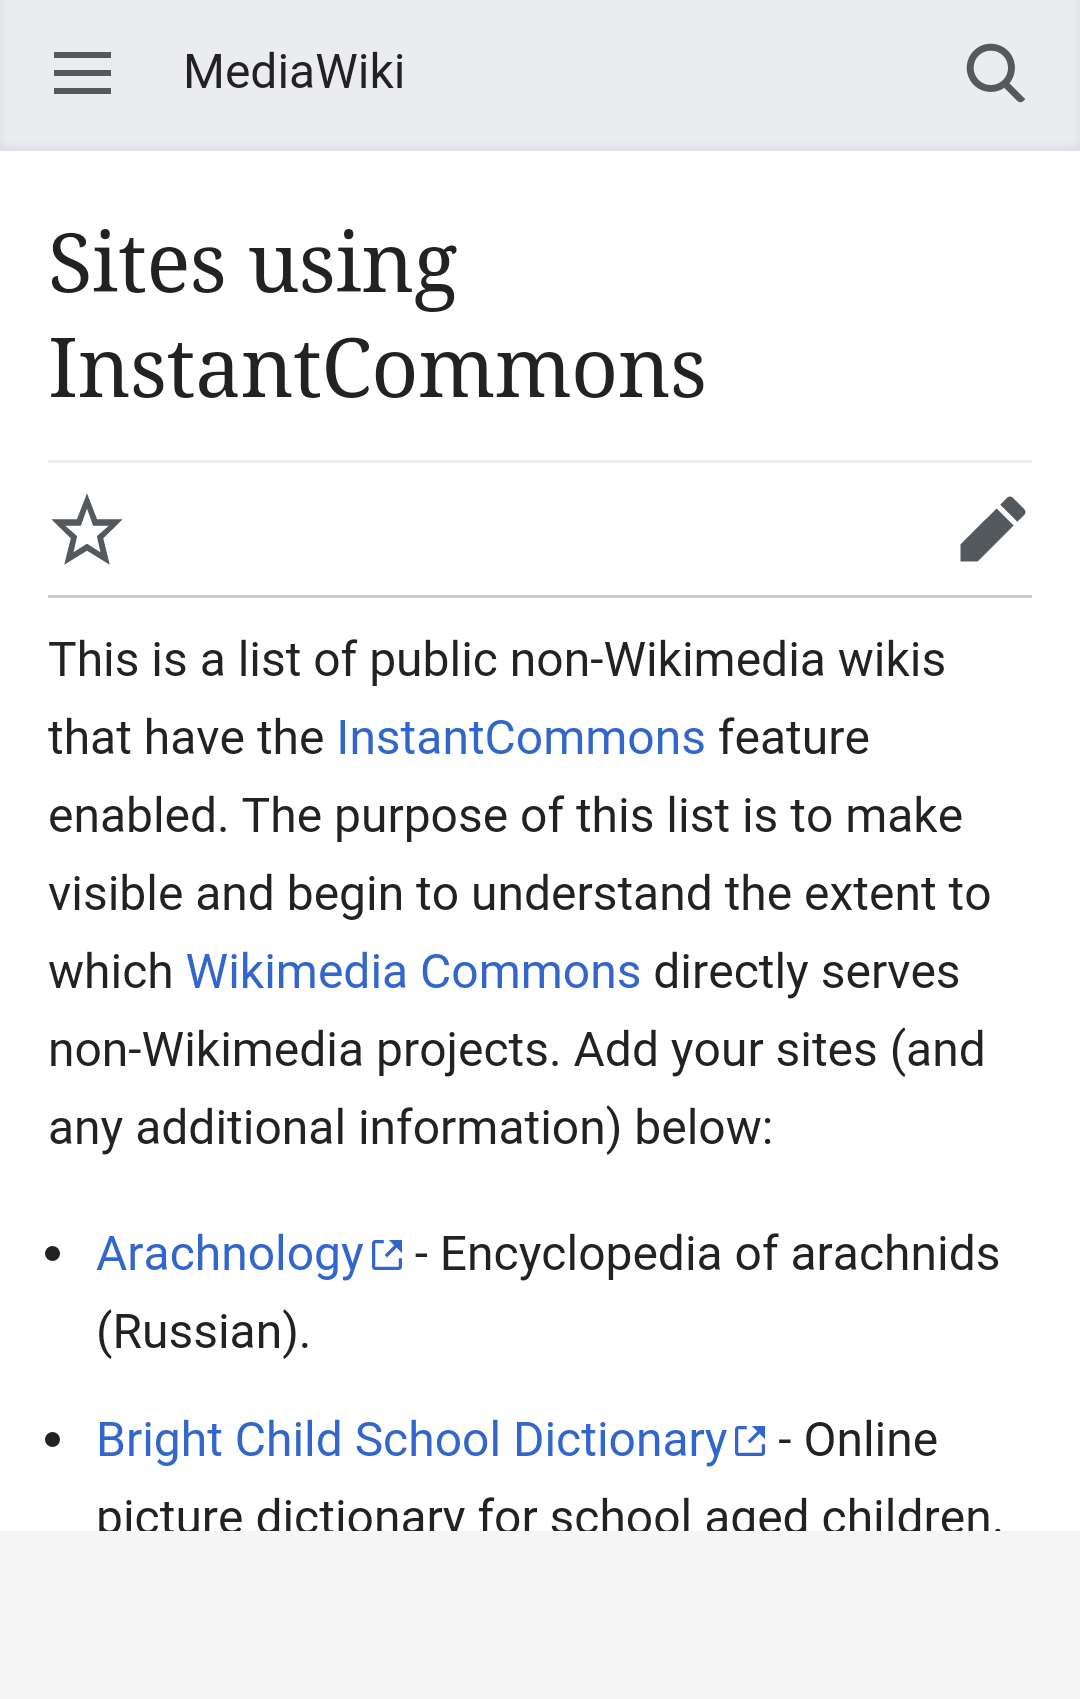 MediaWiki
Sites using
InstantCommons
This is a list of public non-Wikimedia wikis
that have the InstantCommons feature
enabled. The purpose of this list is to make
visible and begin to understand the extent to
which Wikimedia Commons directly serves
non-Wikimedia projects. Add your sites (and
any additional information) below:
Arachnology - Encyclopedia of arachnids
(Russian).
Bright Child School Dictionary - Online
picture dictionary for school aged children.